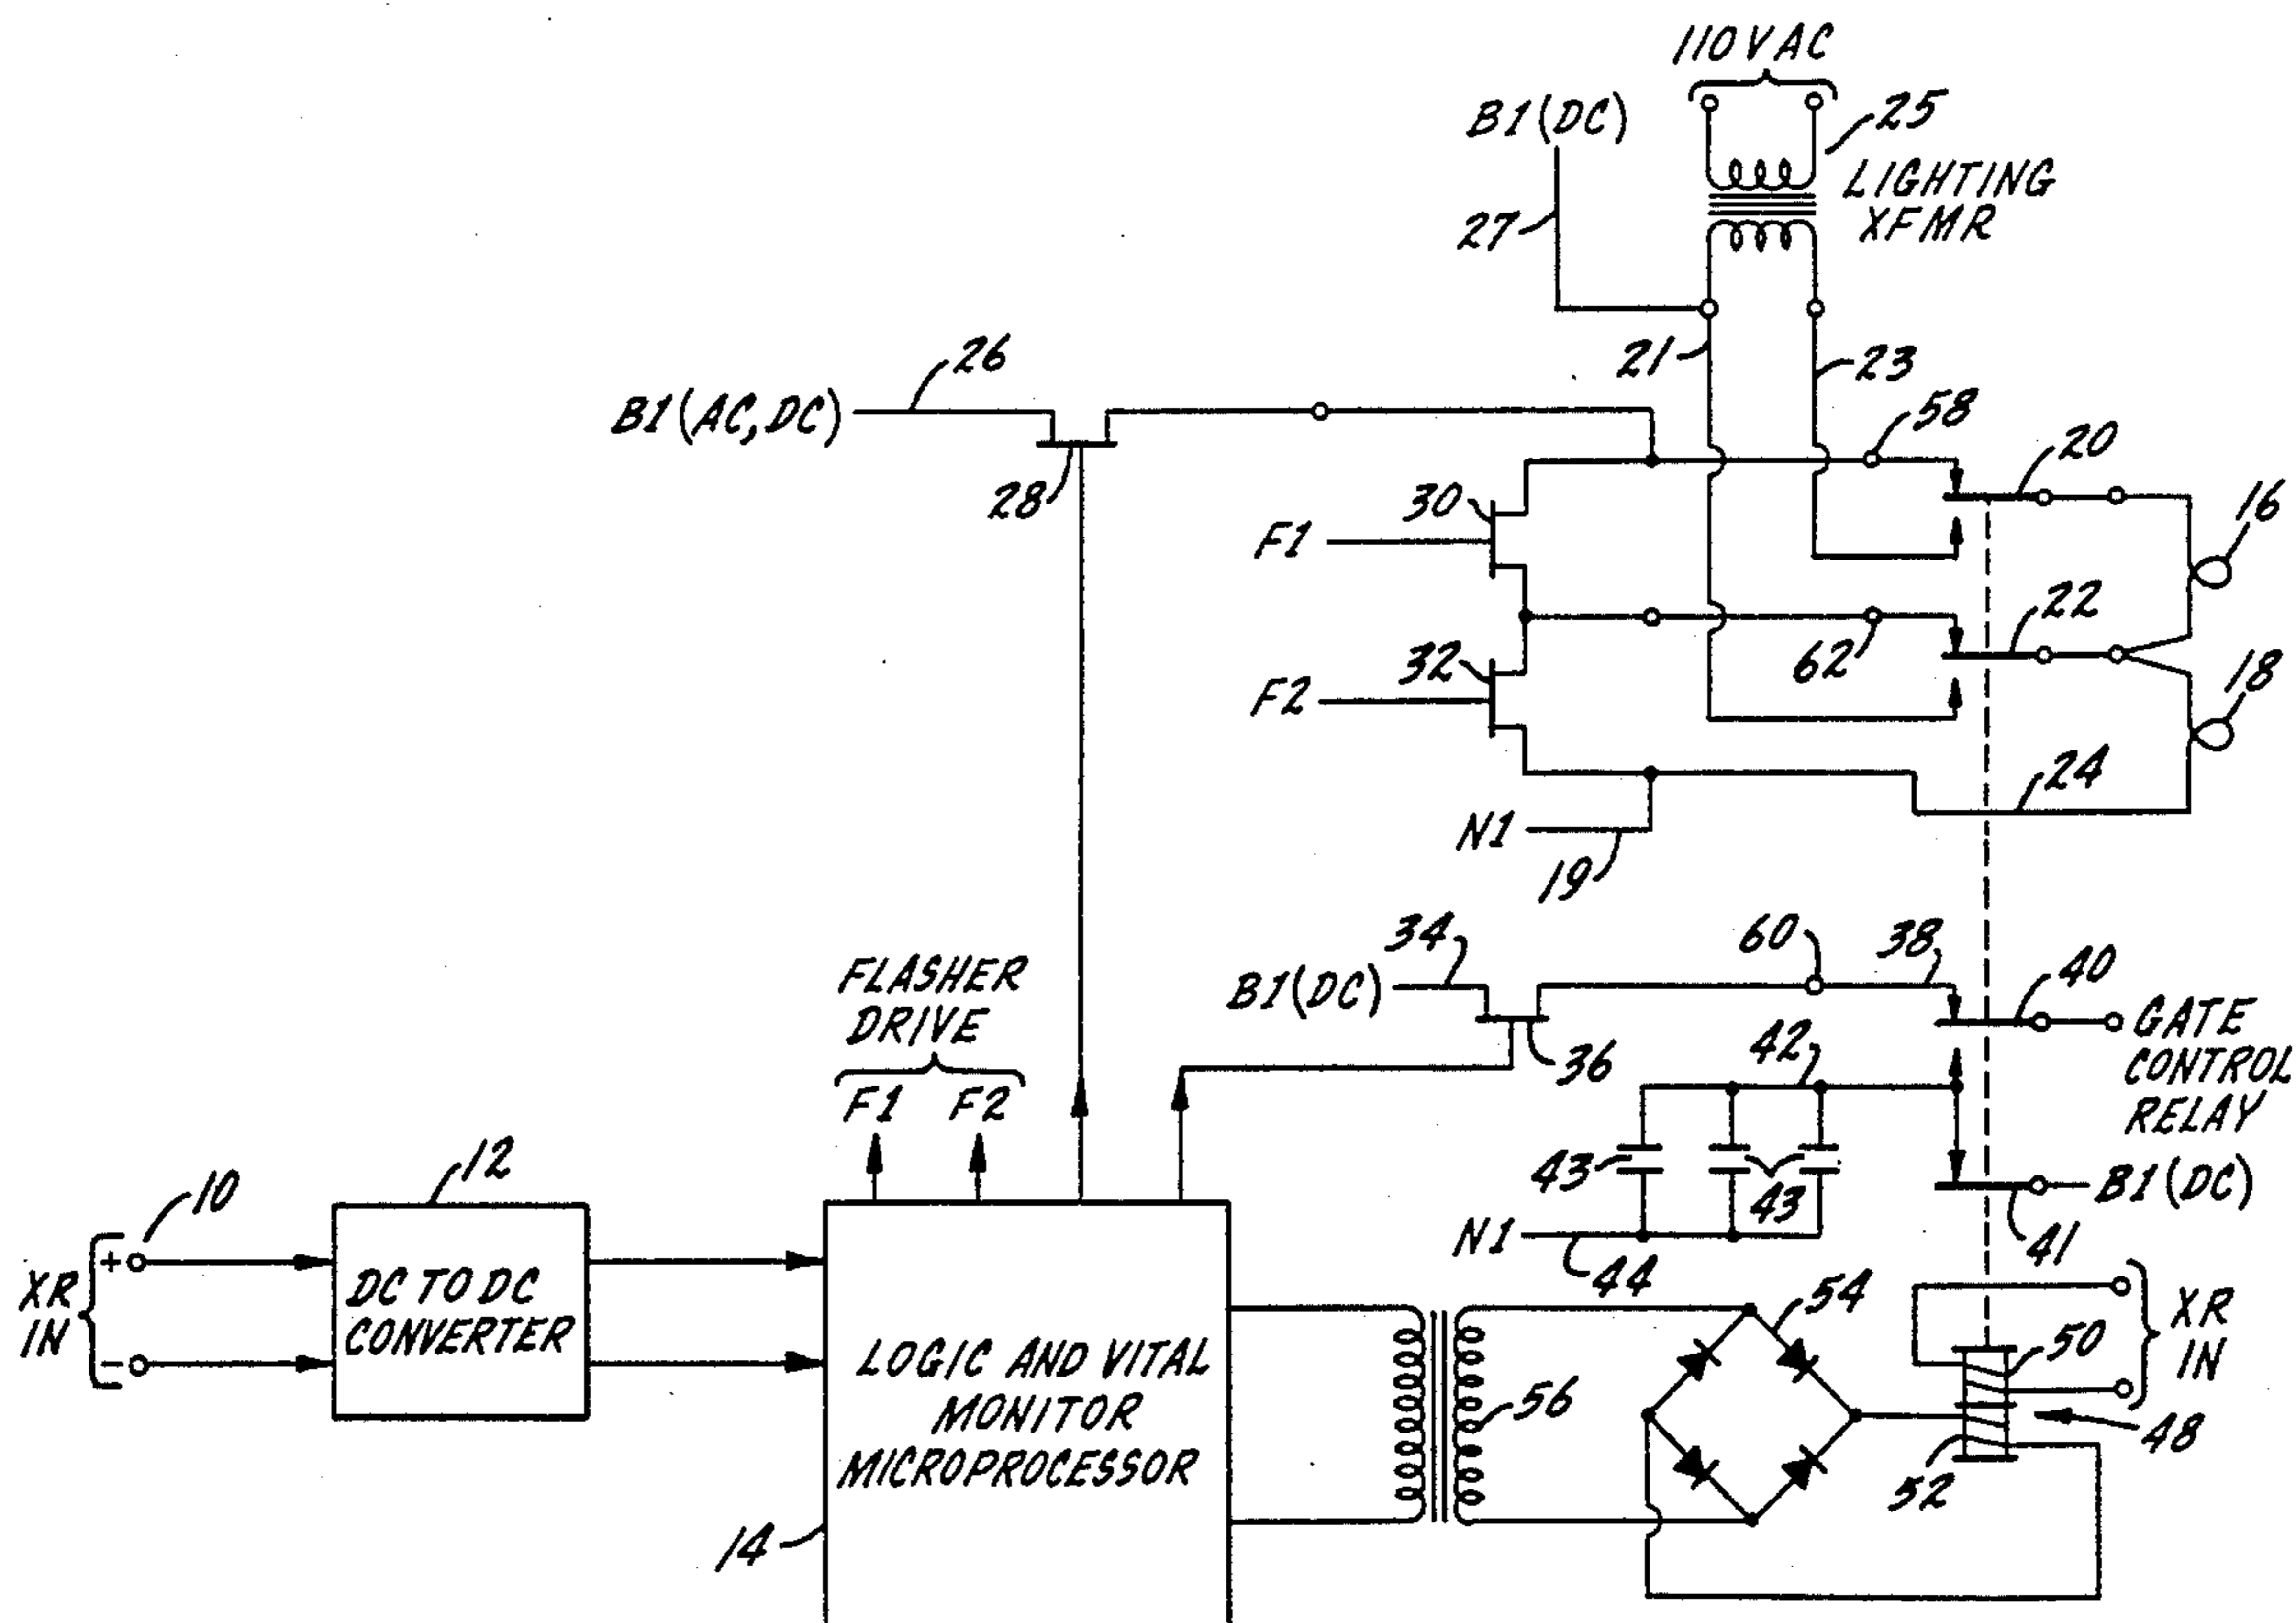 110 VAC
B1(DC)
25
LIGHTING
XFMR
27
21
23
26
B1(AC,DC)
58
20
28
30
16
F1
22
32
62
18
F2
24
N1
19
34
60
38
40
FLASHER
DRIVE
B1(DC)
GATE
CONTROL
RELAY
36
42
F1 F2
43
43
B1(DC)
41
10
12
N1
44
+
XR
IN
-
DC TO DC
CONVERTER
54
50
XR
IN
LOGIC AND VITAL
MONITOR
MICROPROCESSOR
56
48
52
14